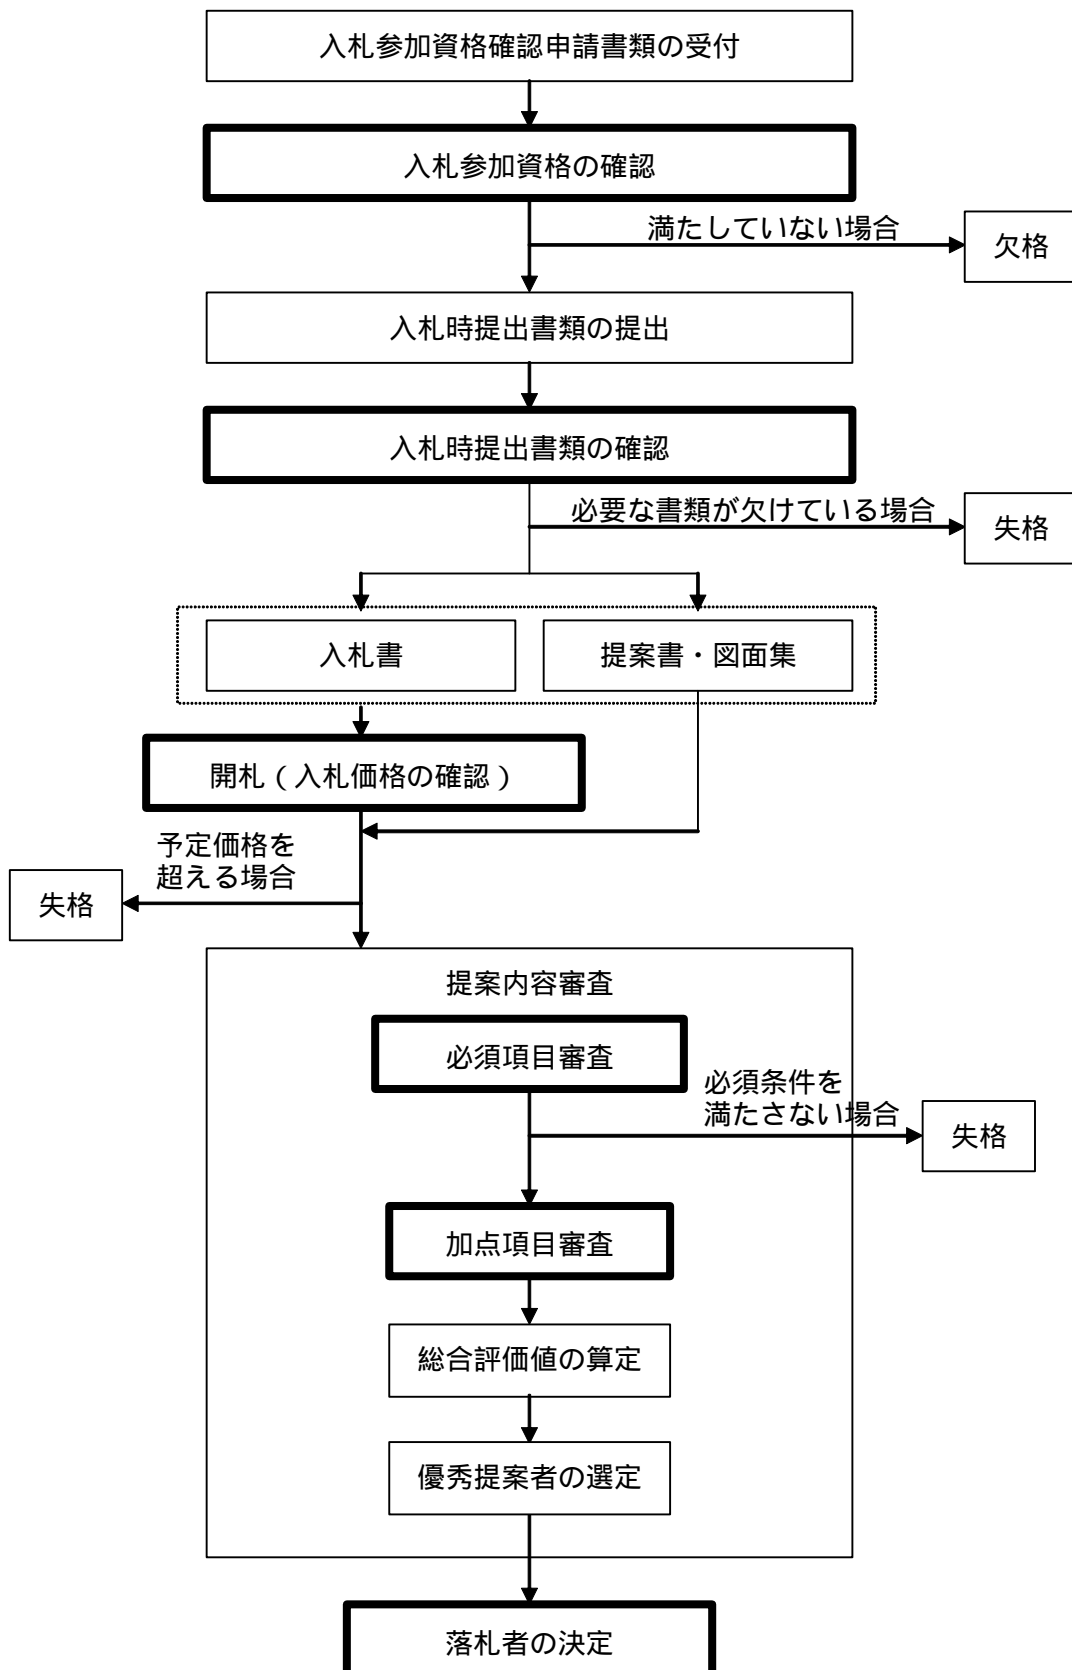 入札参加資格確認申請書類の受付
入札参加資格の確認
満たしていない場合
欠格
入札時提出書類の提出
入札時提出書類の確認
必要な書類が欠けている場合
失格
入札書
提案書・図面集
開札(入札価格の確認)
予定価格を
超える場合
失格
提案内容審査
必須項目審査
必須条件を
満たさない場合
失格
加点項目審査
総合評価値の算定
優秀提案者の選定
落札者の決定